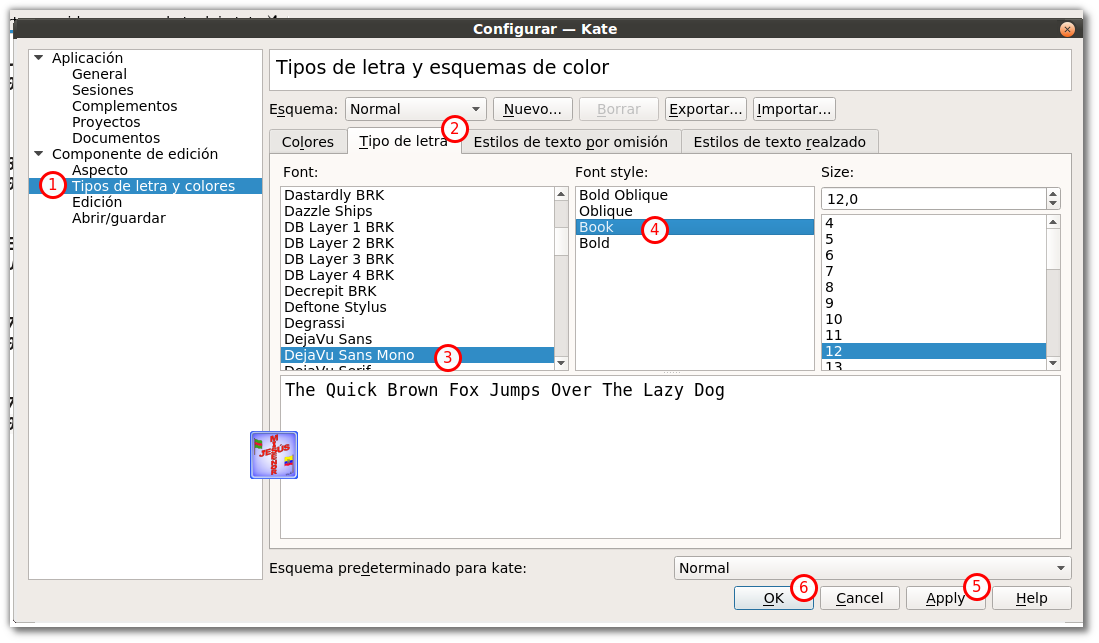 Configurar — Kate
Aplicación
General
Sesiones
Complementos
Proyectos
Documentos
Componente de edición
Aspecto
1
Tipos de letra y colores
Edición
Abrir/guardar
Tipos de letra y esquemas de color
Esquema: Normal Nuevo... Borrar Exportar... Importar...
Colores Tipo de letra 2 Estilos de texto por omisión Estilos de texto realzado
Font:
Dastardly BRK
Dazzle Ships
DB Layer 1 BRK
DB Layer 2 BRK
DB Layer 3 BRK
DB Layer 4 BRK
Decrepit BRK
Deftone Stylus
Degrassi
DejaVu Sans
DejaVu Sans Mono 3
DejaVu Serif
Font style:
Bold Oblique
Oblique
Book 4
Bold
Size:
12,0
4
5
6
7
8
9
10
11
12
13
The Quick Brown Fox Jumps Over The Lazy Dog
JESÚS
Esquema predeterminado para kate: Normal
OK 6 Cancel Apply 5 Help